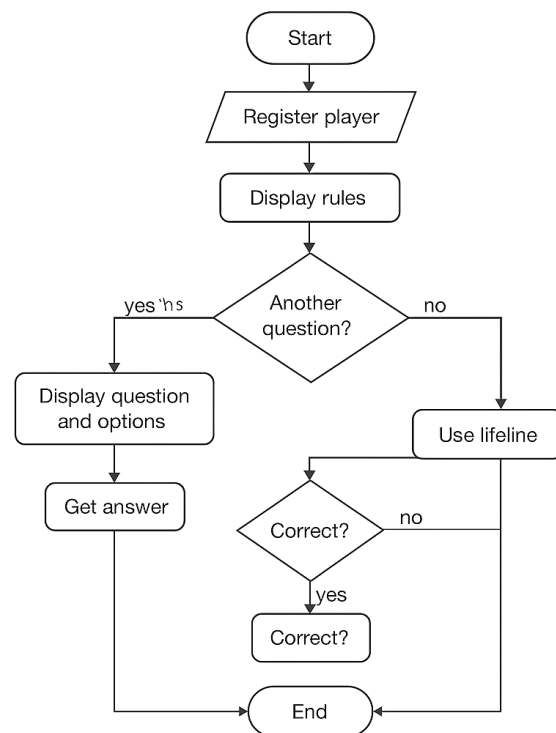 Start
Register player
Display rules
Another
question?
yes
no
Display question
and options
Use lifeline
Get answer
Correct?
no
yes
Correct?
End